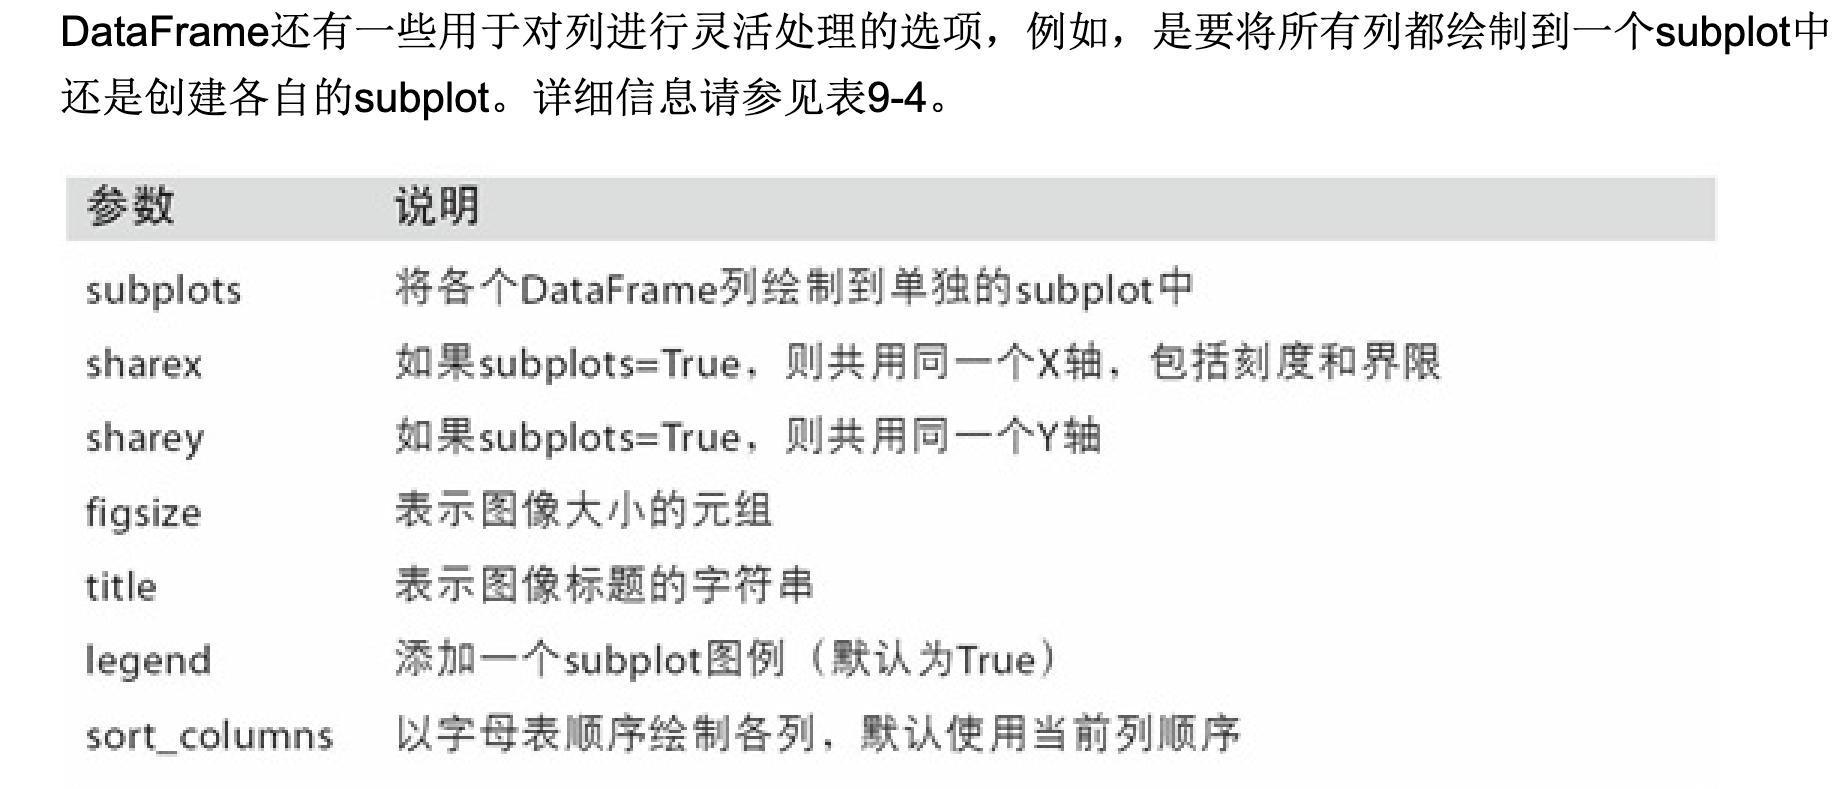 DataFrame还有一些用于对列进行灵活处理的选项，例如，是要将所有列都绘制到一个subplot中
还是创建各自的subplot。详细信息请参见表9-4。
参数 说明
subplots 将各个DataFrame列绘制到单独的subplot中
sharex 如果subplots=True，则共用同一个X轴，包括刻度和界限
sharey 如果subplots=True，则共用同一个Y轴
figsize 表示图像大小的元组
title 表示图像标题的字符串
legend 添加一个subplot图例（默认为True）
sort_columns 以字母表顺序绘制各列，默认使用当前列顺序